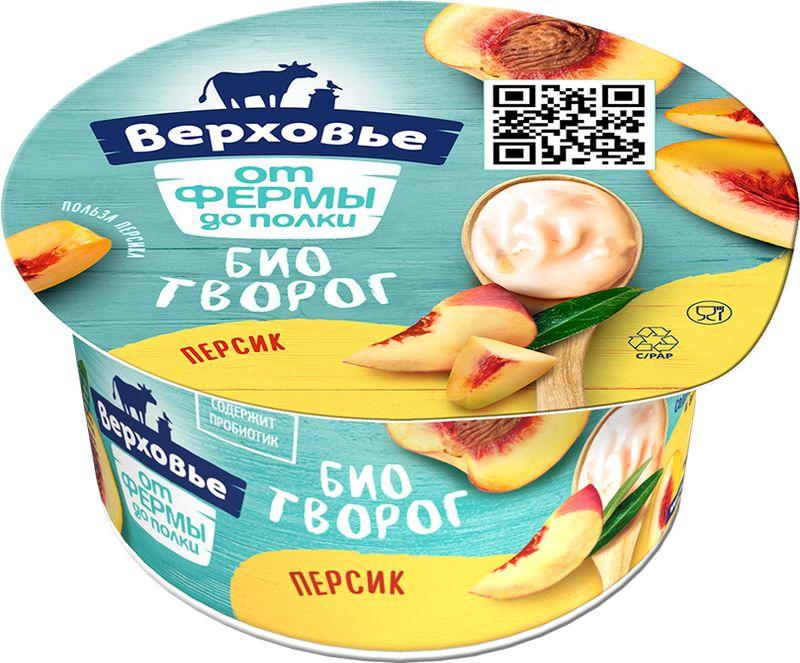 Верховье
от
ФЕРМЫ
до полки
ПОЛЬЗА ПЕРСИКА
БИО
ТВОРОГ
ПЕРСИК
C/PAP
Верховье
от
ФЕРМЫ
до полки
СОДЕРЖИТ
ПРОБИОТИК
БИО
ТВОРОГ
ПЕРСИК